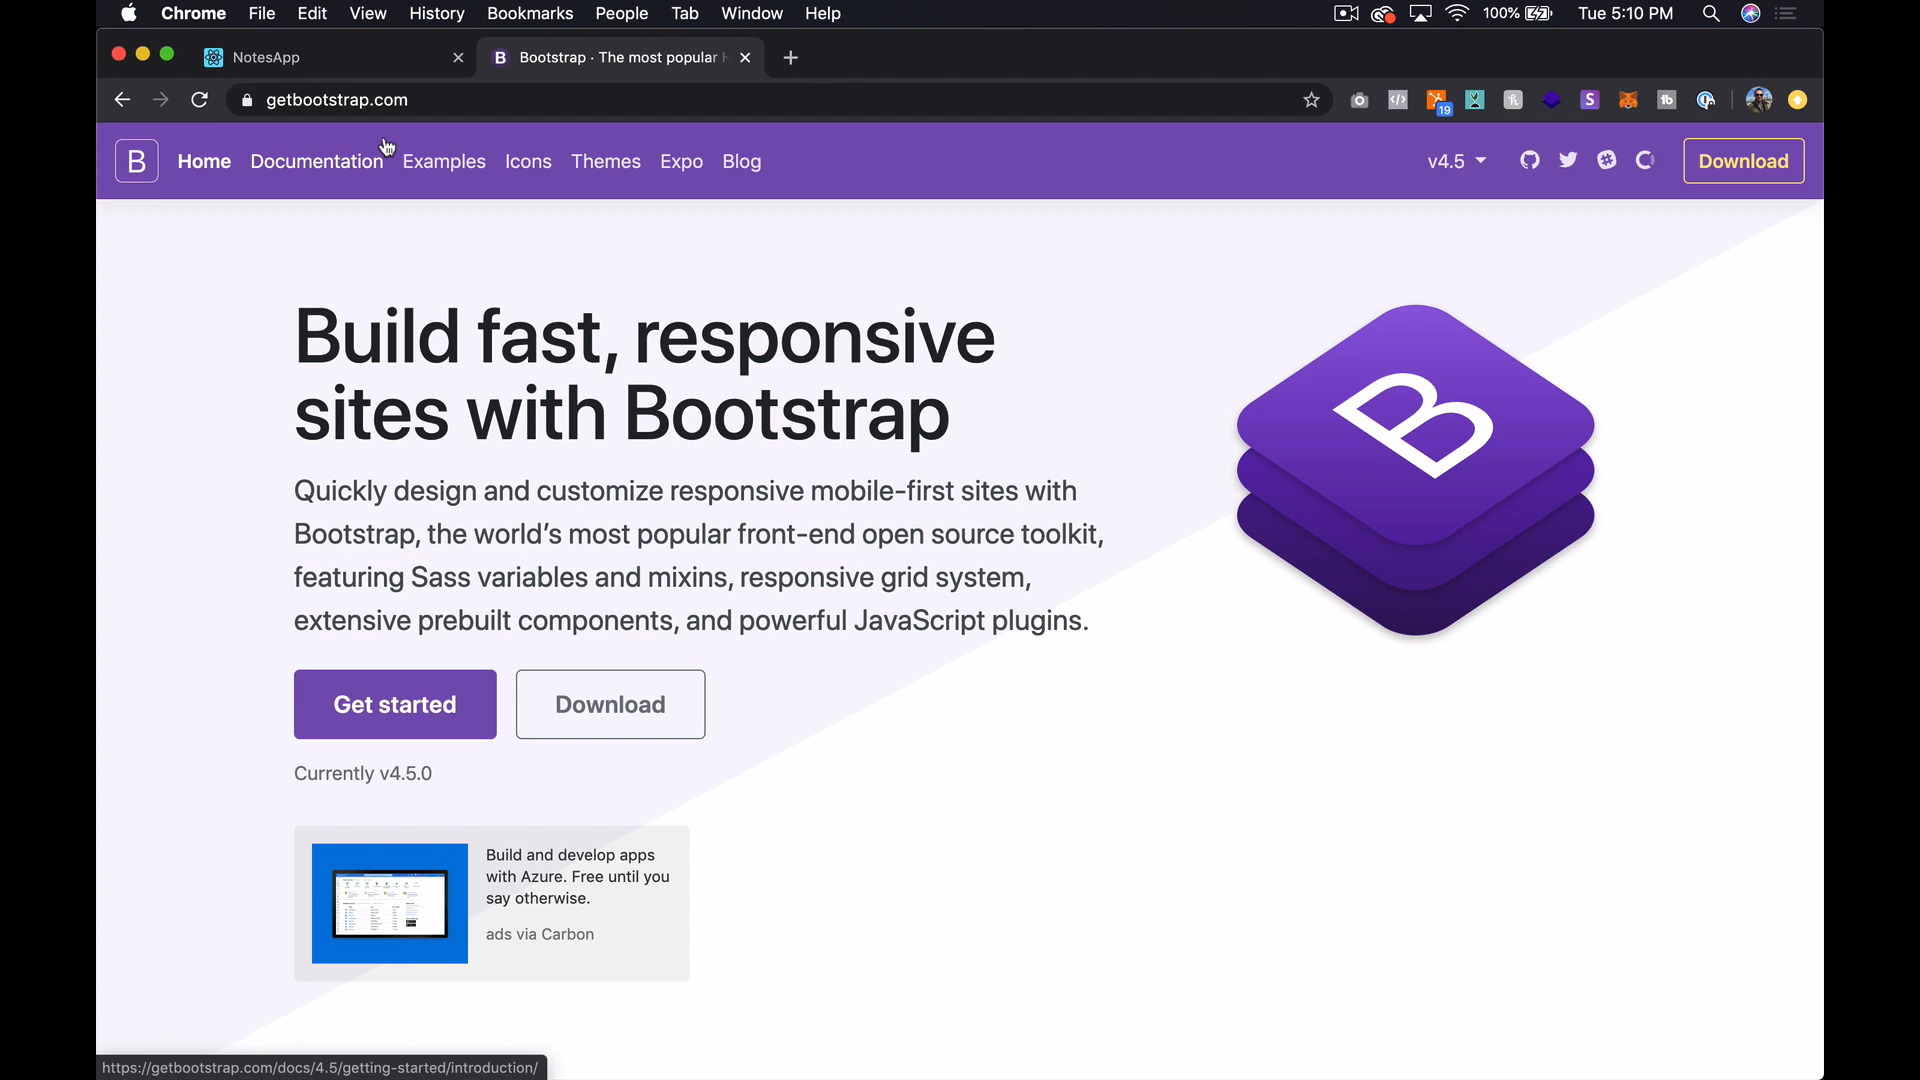 Chrome File Edit View History Bookmarks People Tab Window Help 100% Tue 5:10 PM
NotesApp
B Bootstrap · The most popular H
getbootstrap.com
19
S
tb
B Home Documentation Examples Icons Themes Expo Blog v4.5 Download
Build fast, responsive
sites with Bootstrap
B
Quickly design and customize responsive mobile-first sites with
Bootstrap, the world’s most popular front-end open source toolkit,
featuring Sass variables and mixins, responsive grid system,
extensive prebuilt components, and powerful JavaScript plugins.
Get started Download
Currently v4.5.0
Build and develop apps
with Azure. Free until you
say otherwise.
ads via Carbon
https://getbootstrap.com/docs/4.5/getting-started/introduction/